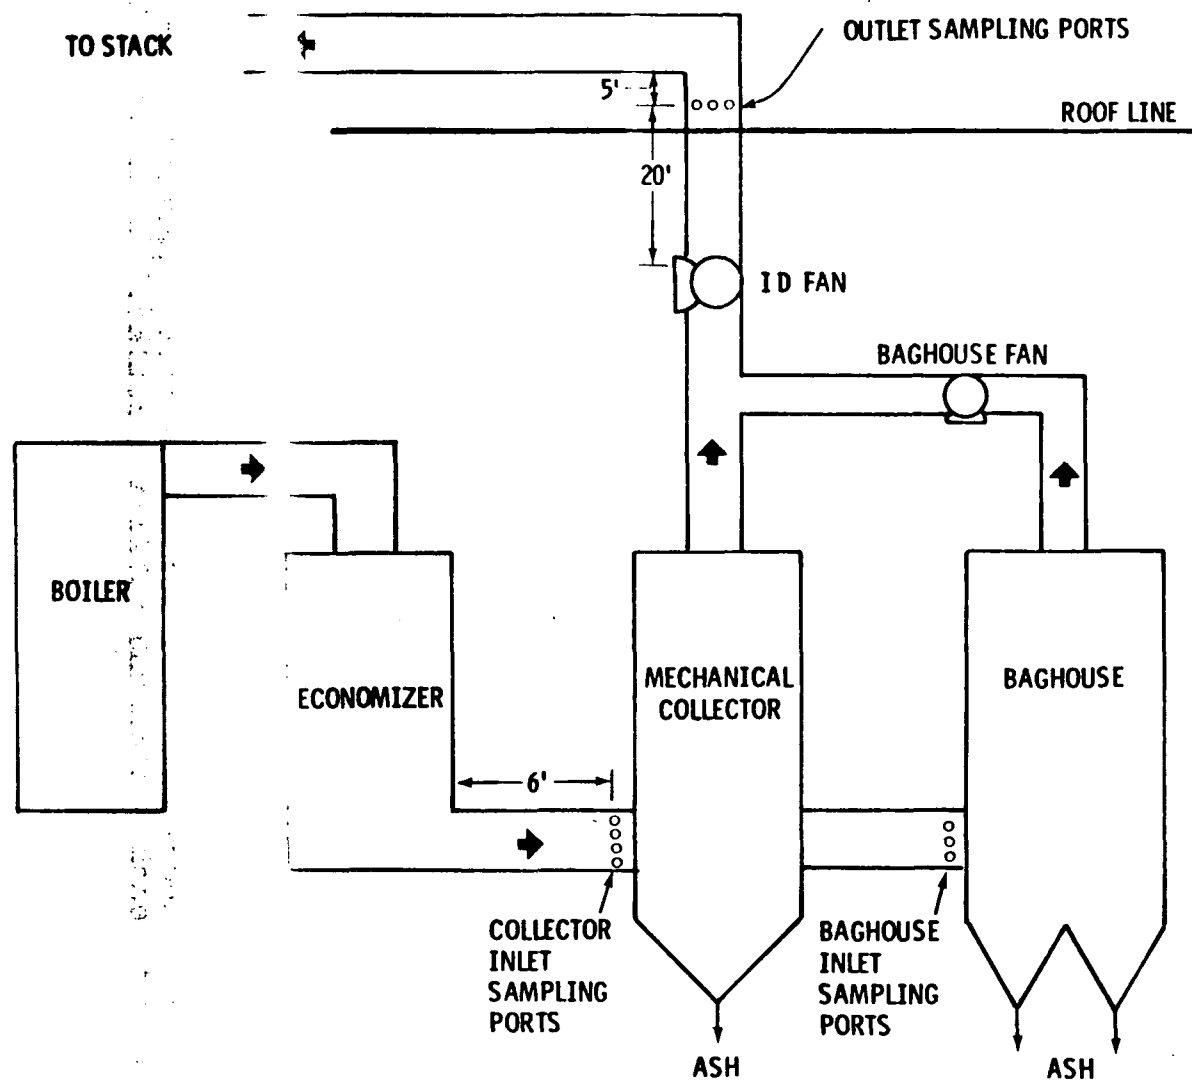 TO STACK
OUTLET SAMPLING PORTS
5'
ROOF LINE
20'
I D FAN
BAGHOUSE FAN
BOILER
ECONOMIZER
MECHANICAL
COLLECTOR
BAGHOUSE
6'
COLLECTOR
INLET
SAMPLING
PORTS
BAGHOUSE
INLET
SAMPLING
PORTS
ASH
ASH